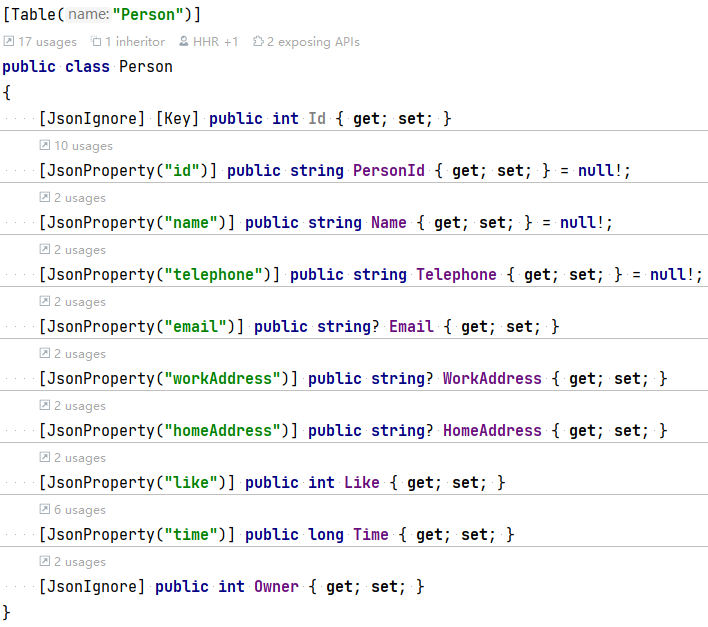 [Table(name:"Person")]
17 usages 1 inheritor HHR +1 2 exposing APIs
public class Person
{
[JsonIgnore] [Key] public int Id { get; set; }
10 usages
[JsonProperty("id")] public string PersonId { get; set; } = null!;
2 usages
[JsonProperty("name")] public string Name { get; set; } = null!;
2 usages
[JsonProperty("telephone")] public string Telephone { get; set; } = null!;
2 usages
[JsonProperty("email")] public string? Email { get; set; }
2 usages
[JsonProperty("workAddress")] public string? WorkAddress { get; set; }
2 usages
[JsonProperty("homeAddress")] public string? HomeAddress { get; set; }
2 usages
[JsonProperty("like")] public int Like { get; set; }
6 usages
[JsonProperty("time")] public long Time { get; set; }
2 usages
[JsonIgnore] public int Owner { get; set; }
}